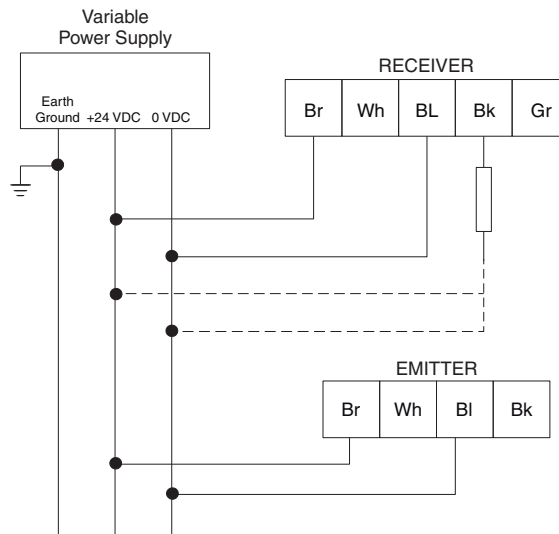 Variable
Power Supply
Earth
Ground +24 VDC 0 VDC
RECEIVER
Br Wh BL Bk Gr
EMITTER
Br Wh Bl Bk